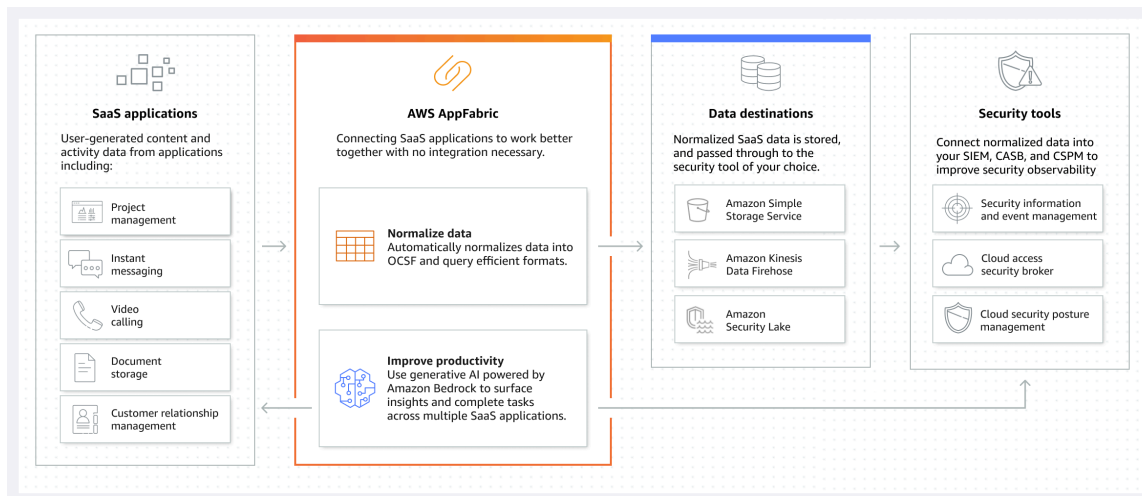 SaaS applications
User-generated content and
activity data from applications
including:
Project
management
Instant
messaging
Video
calling
Document
storage
Customer relationship
management
AWS AppFabric
Connecting SaaS applications to work better
together with no integration necessary.
Normalize data
Automatically normalizes data into
OCSF and query efficient formats.
Improve productivity
Use generative AI powered by
Amazon Bedrock to surface
insights and complete tasks
across multiple SaaS applications.
Data destinations
Normalized SaaS data is stored,
and passed through to the
security tool of your choice.
Amazon Simple
Storage Service
Amazon Kinesis
Data Firehose
Amazon
Security Lake
Security tools
Connect normalized data into
your SIEM, CASB, and CSPM to
improve security observability
Security information
and event management
Cloud access
security broker
Cloud security posture
management